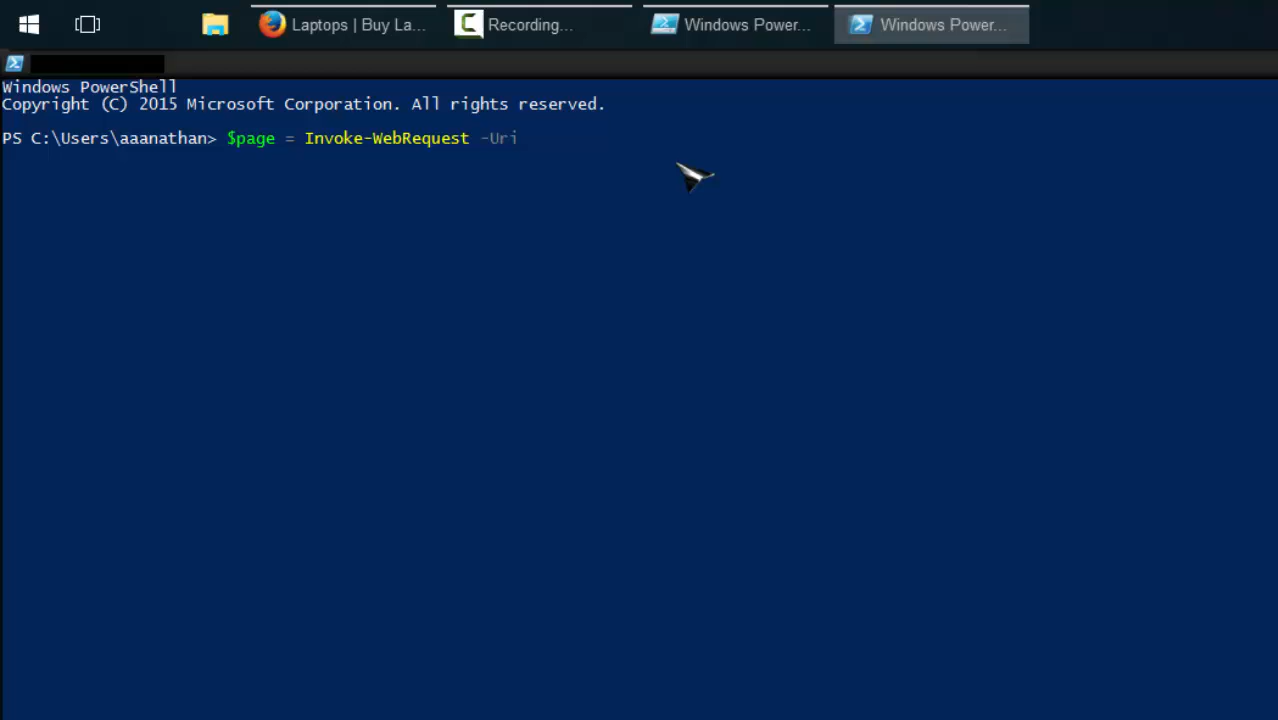 Laptops | Buy La...
Recording...
Windows Power...
Windows Power...
Windows PowerShell
Copyright (C) 2015 Microsoft Corporation. All rights reserved.
PS C:\Users\aaanathan> $page = Invoke-WebRequest -Uri